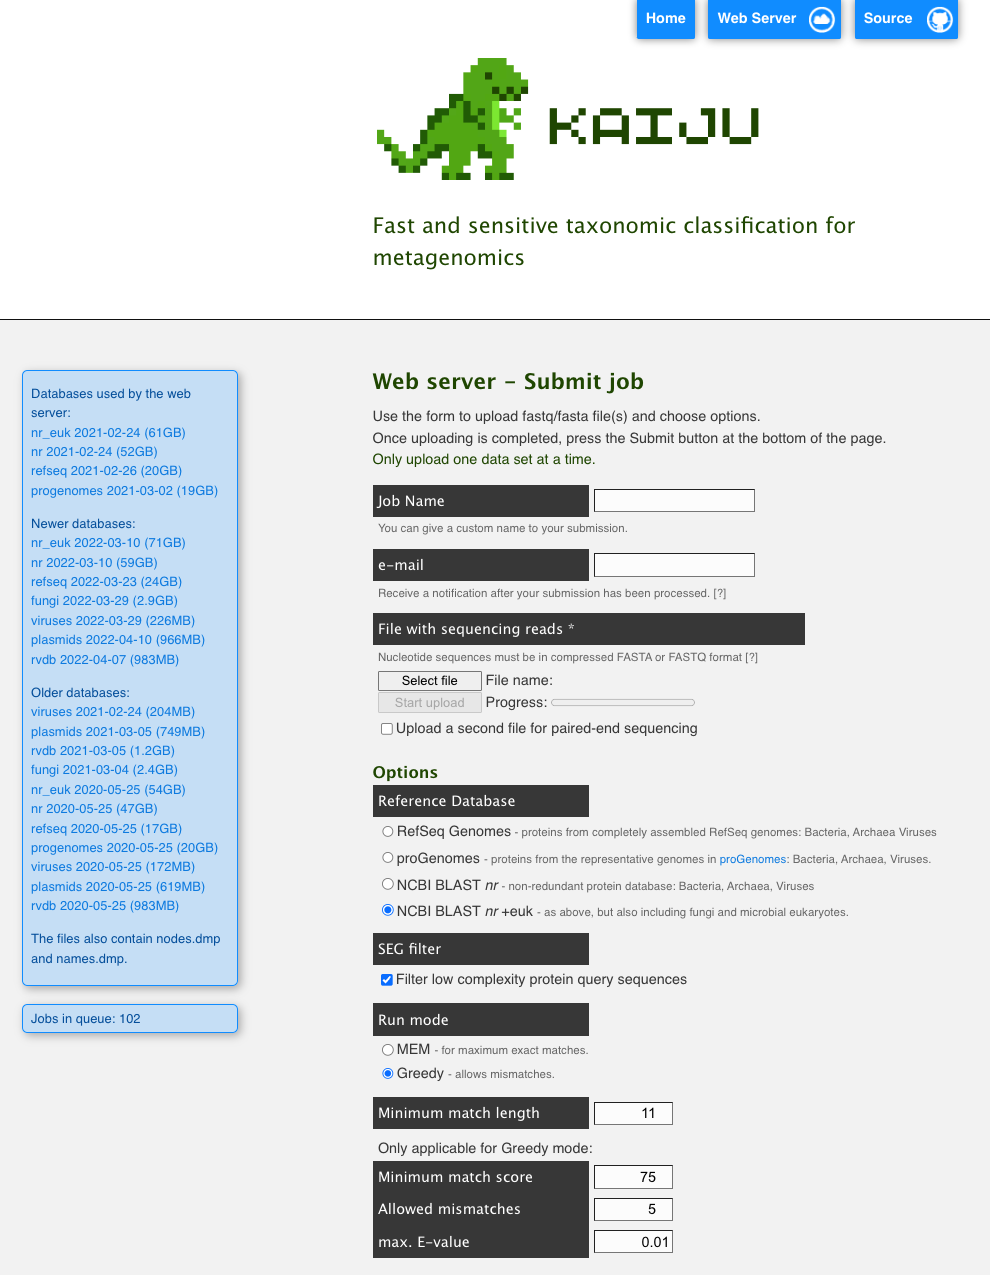 Home
Web Server
Source
KAIJU
Fast and sensitive taxonomic classification for
metagenomics
Databases used by the web
server:
nr_euk 2021-02-24 (61GB)
nr 2021-02-24 (52GB)
refseq 2021-02-26 (20GB)
progenomes 2021-03-02 (19GB)
Newer databases:
nr_euk 2022-03-10 (71GB)
nr 2022-03-10 (59GB)
refseq 2022-03-23 (24GB)
fungi 2022-03-29 (2.9GB)
viruses 2022-03-29 (226MB)
plasmids 2022-04-10 (966MB)
rvdb 2022-04-07 (983MB)
Older databases:
viruses 2021-02-24 (204MB)
plasmids 2021-03-05 (749MB)
rvdb 2021-03-05 (1.2GB)
fungi 2021-03-04 (2.4GB)
nr_euk 2020-05-25 (54GB)
nr 2020-05-25 (47GB)
refseq 2020-05-25 (17GB)
progenomes 2020-05-25 (20GB)
viruses 2020-05-25 (172MB)
plasmids 2020-05-25 (619MB)
rvdb 2020-05-25 (983MB)
The files also contain nodes.dmp
and names.dmp.
Jobs in queue: 102
Web server - Submit job
Use the form to upload fastq/fasta file(s) and choose options.
Once uploading is completed, press the Submit button at the bottom of the page.
Only upload one data set at a time.
Job Name
You can give a custom name to your submission.
e-mail
Receive a notification after your submission has been processed. [?]
File with sequencing reads *
Nucleotide sequences must be in compressed FASTA or FASTQ format [?]
Select file File name:
Start upload Progress:
Upload a second file for paired-end sequencing
Options
Reference Database
RefSeq Genomes - proteins from completely assembled RefSeq genomes: Bacteria, Archaea Viruses
proGenomes - proteins from the representative genomes in proGenomes: Bacteria, Archaea, Viruses.
NCBI BLAST nr - non-redundant protein database: Bacteria, Archaea, Viruses
NCBI BLAST nr +euk - as above, but also including fungi and microbial eukaryotes.
SEG filter
Filter low complexity protein query sequences
Run mode
MEM - for maximum exact matches.
Greedy - allows mismatches.
Minimum match length 11
Only applicable for Greedy mode:
Minimum match score 75
Allowed mismatches 5
max. E-value 0.01